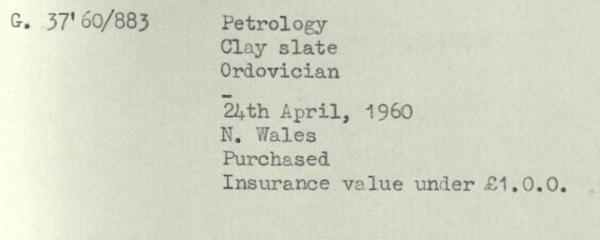 G. 37'60/883 Petrology
Clay slate
Ordovician
-
24th April, 1960
N. Wales
Purchased
Insurance value under £1.0.0.